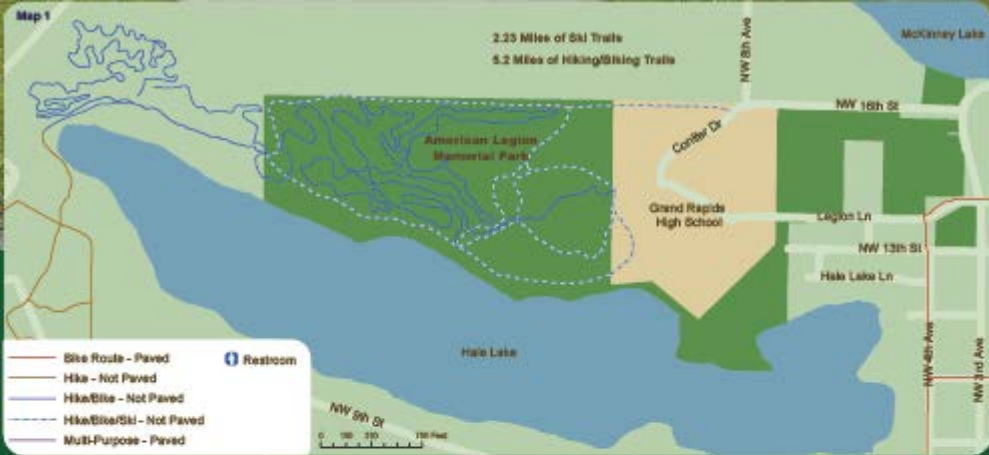 Map 1
2.23 Miles of Ski Trails
5.2 Miles of Hiking/Biking Trails
NW 8th Ave
McKinney Lake
NW 16th St
Conifer Dr
American Legion
Memorial Park
Grand Rapids
High School
Legion Ln
NW 13th St
Hale Lake Ln
Hale Lake
NW 4th Ave
NW 3rd Ave
NW 9th St
Bike Route - Paved
Restroom
Hike - Not Paved
Hike/Bike - Not Paved
Hike/Bike/Ski - Not Paved
Multi-Purpose - Paved
0
Feet